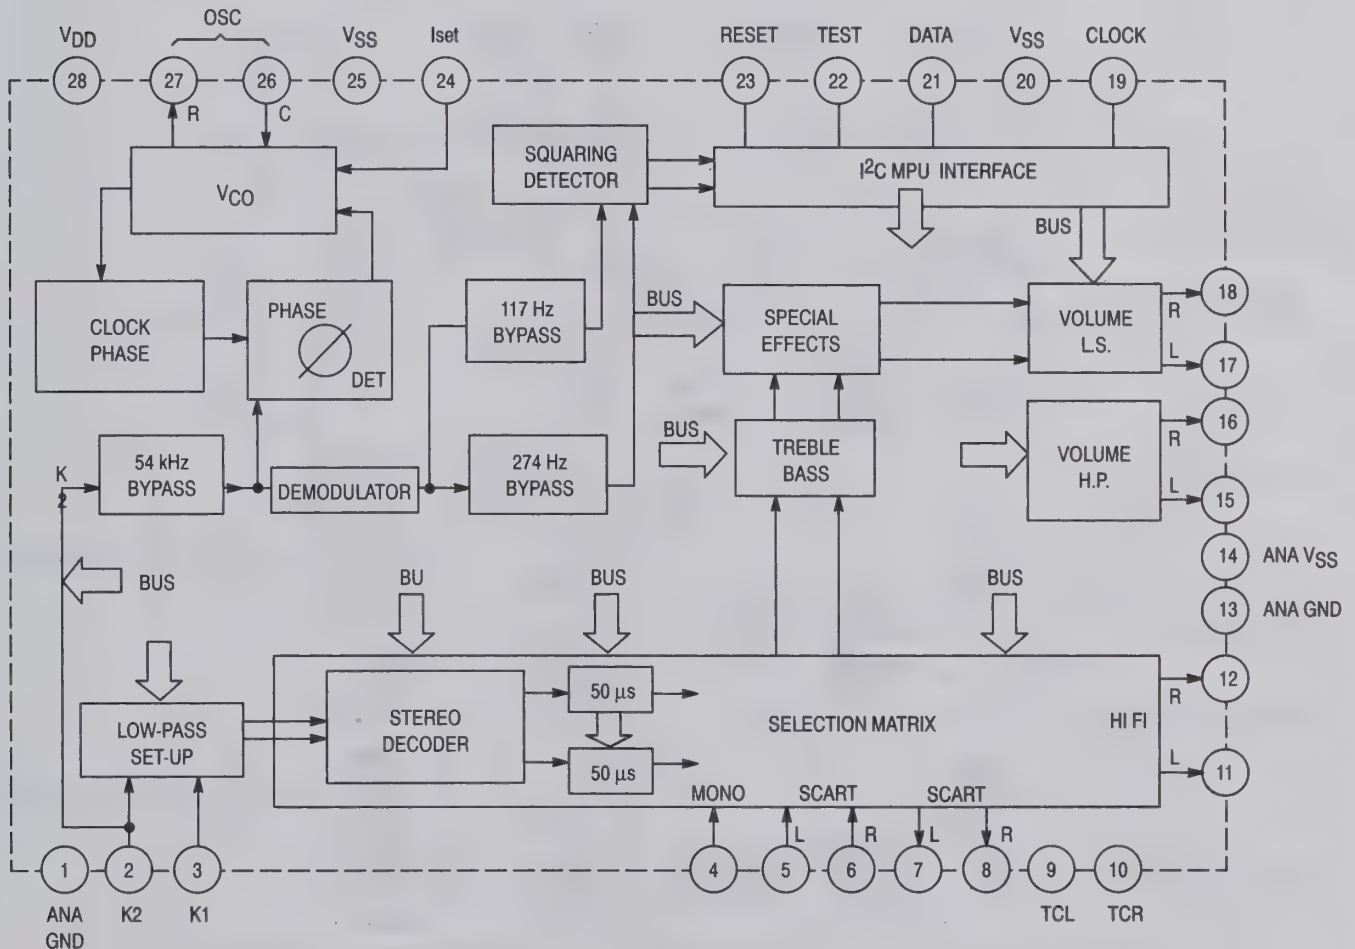 OSC
VDD
VSS
Iset
RESET
TEST
DATA
VSS
CLOCK
28
27
26
25
24
23
22
21
20
19
R
C
VCO
SQUARING
DETECTOR
I²C MPU INTERFACE
BUS
CLOCK
PHASE
PHASE
DET
117 Hz
BYPASS
BUS
SPECIAL
EFFECTS
VOLUME
L.S.
R
18
L
17
K
2
54 kHz
BYPASS
DEMODULATOR
274 Hz
BYPASS
BUS
TREBLE
BASS
VOLUME
H.P.
R
16
L
15
14
ANA VSS
13
ANA GND
BUS
BU
BUS
BUS
LOW-PASS
SET-UP
STEREO
DECODER
50 µs
50 µs
SELECTION MATRIX
HI FI
R
12
L
11
MONO
SCART
SCART
L
R
L
R
1
2
3
4
5
6
7
8
9
10
ANA
GND
K2
K1
TCL
TCR